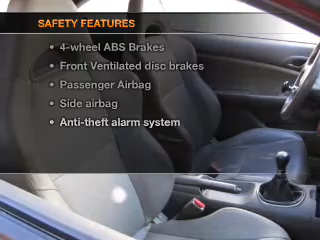 SAFETY FEATURES
• 4-wheel ABS Brakes
• Front Ventilated disc brakes
• Passenger Airbag
• Side airbag
• Anti-theft alarm system